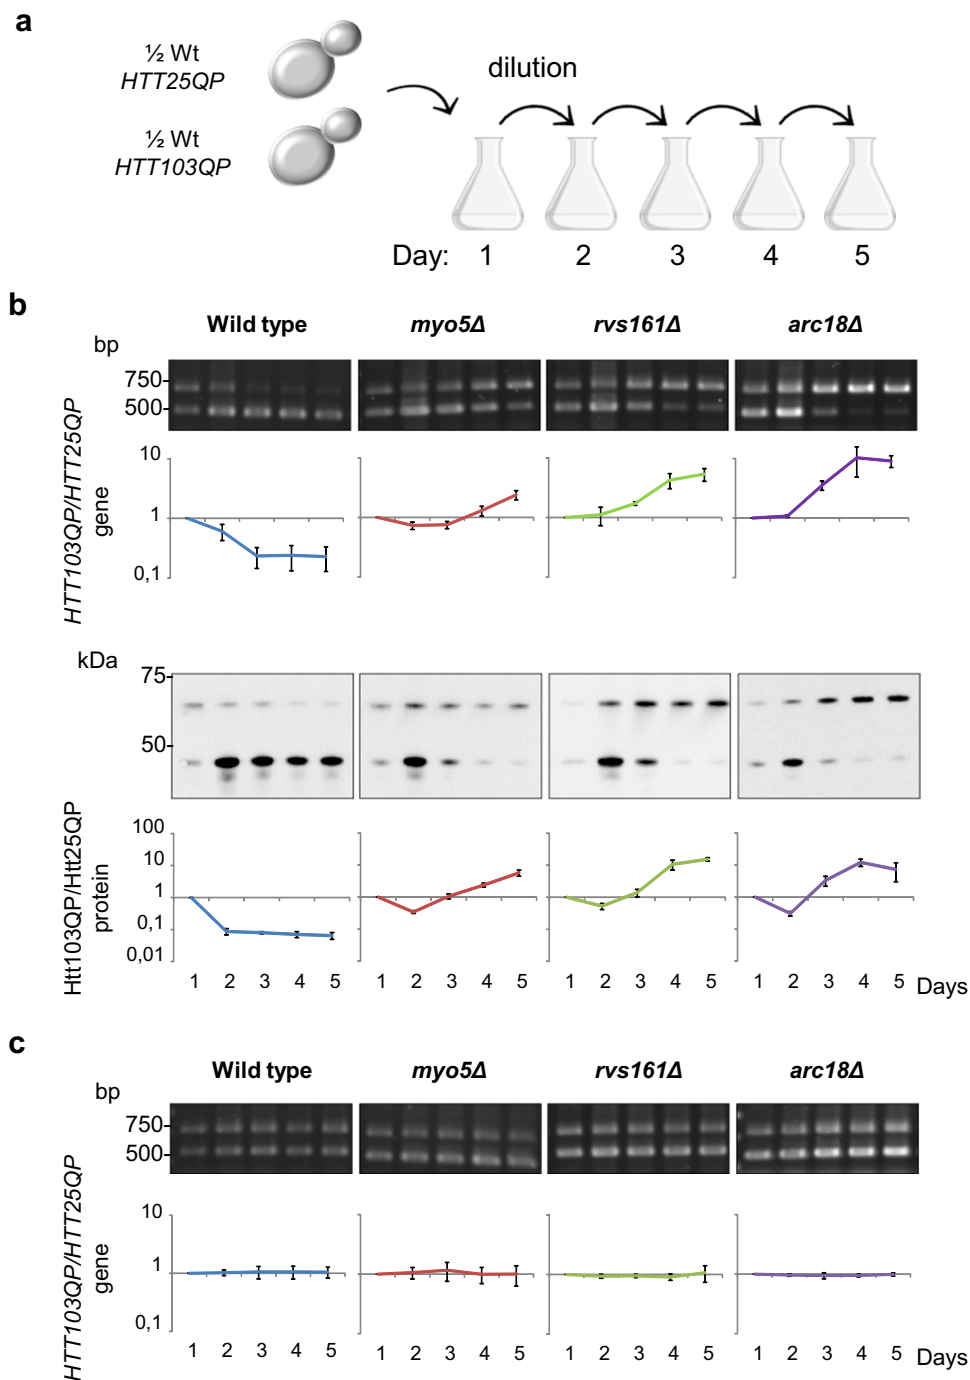 a
½ Wt
HTT25QP
½ Wt
HTT103QP
dilution
Day: 1 2 3 4 5
b
Wild type myo5Δ rvs161Δ arc18Δ
bp
750
500
HTT103QP/HTT25QP
gene
10
1
0,1
kDa
75
50
Htt103QP/Htt25QP
protein
100
10
1
0,1
0,01
1 2 3 4 5 1 2 3 4 5 1 2 3 4 5 1 2 3 4 5 Days
c
Wild type myo5Δ rvs161Δ arc18Δ
bp
750
500
HTT103QP/HTT25QP
gene
10
1
0,1
1 2 3 4 5 1 2 3 4 5 1 2 3 4 5 1 2 3 4 5 Days